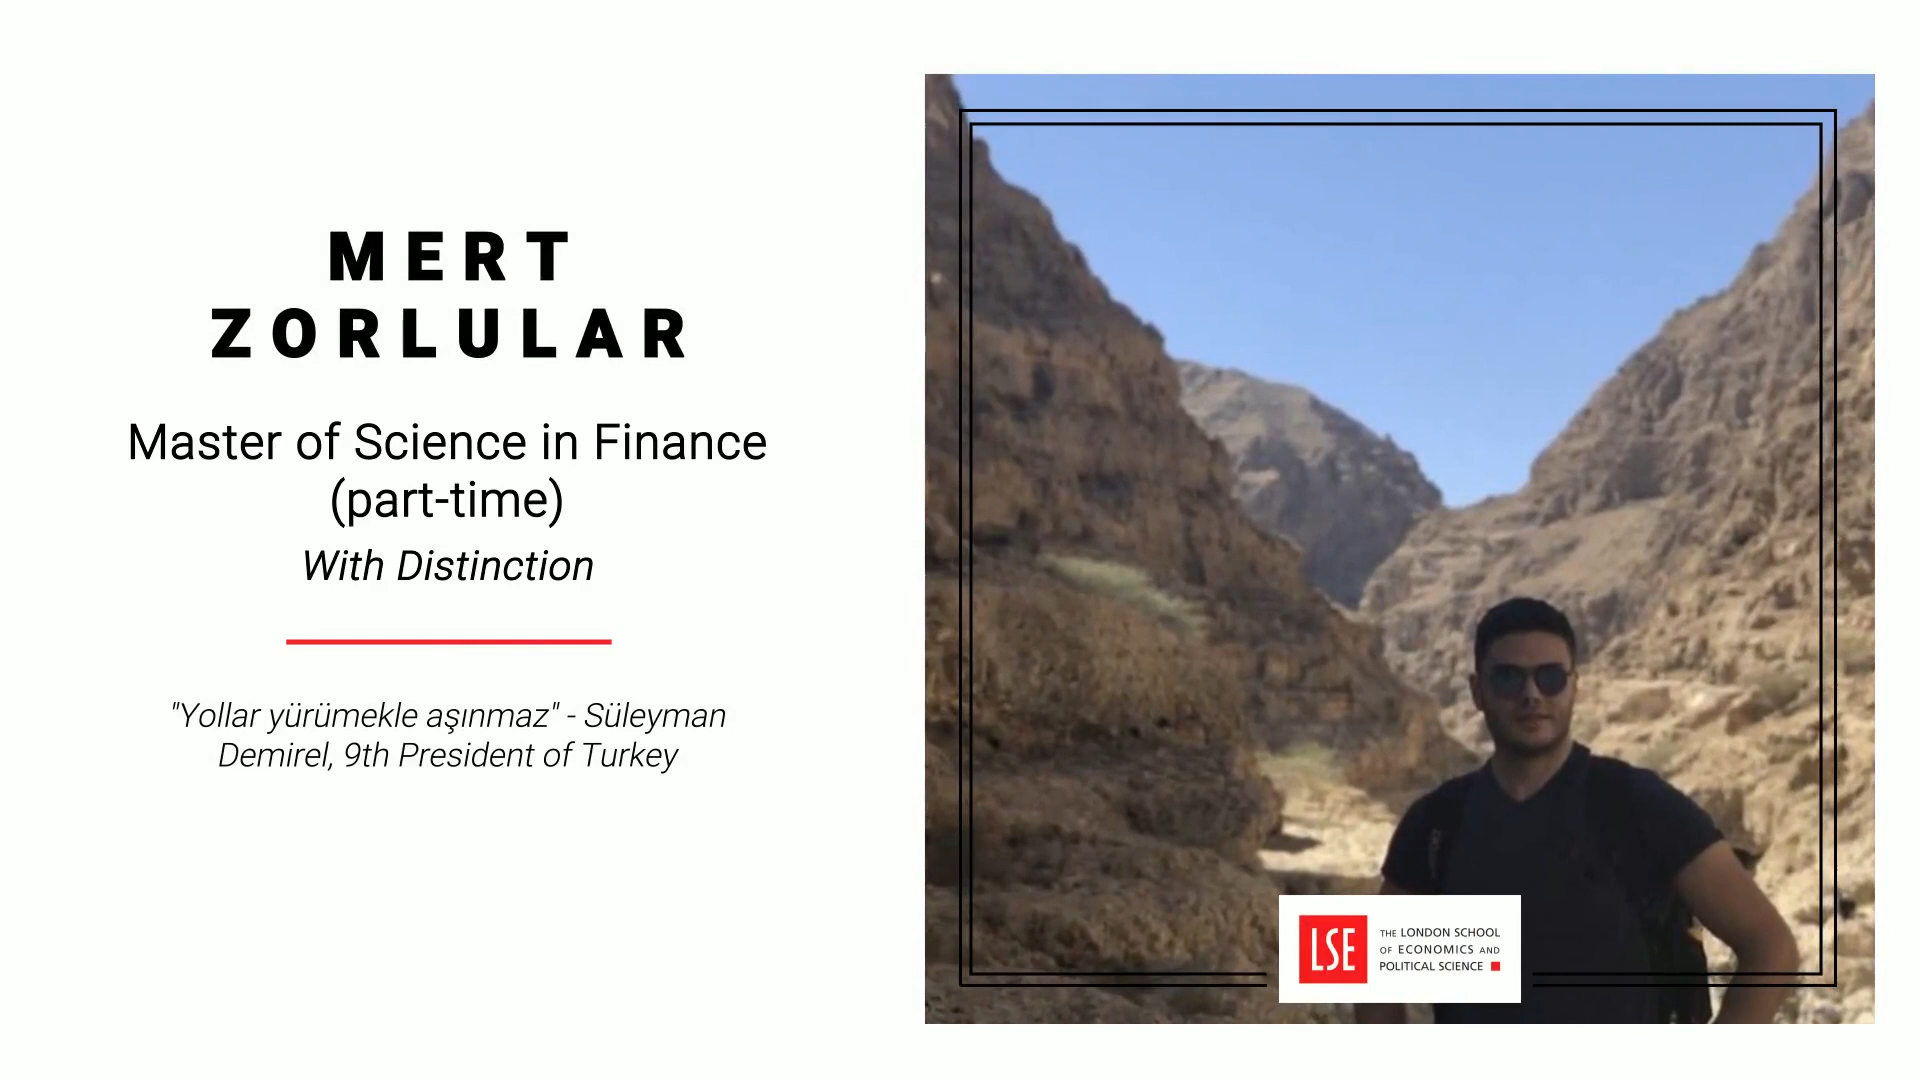 MERT
ZORLULAR
Master of Science in Finance
(part-time)
With Distinction
"Yollar yürümekle aşınmaz" - Süleyman
Demirel, 9th President of Turkey
LSE
THE LONDON SCHOOL
OF ECONOMICS AND
POLITICAL SCIENCE